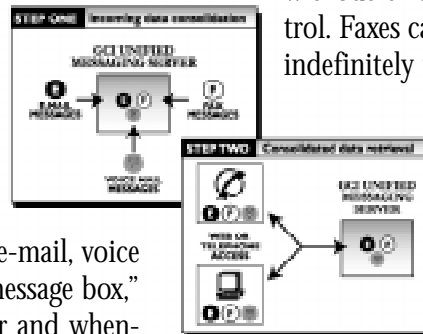 trol. Faxes ca
indefinitely
STEP ONE Incoming data consolidation
GCI UNIFIED
MESSAGING SERVER
E
F
E-MAIL
MESSAGES
FAX
MESSAGES
VOICE MAIL
MESSAGES
STEP TWO Consolidated data retrieval
GCI UNIFIED
MESSAGING
SERVER
WEB OR
TELEPHONE
ACCESS
e-mail, voice
nessage box,”
r and when-